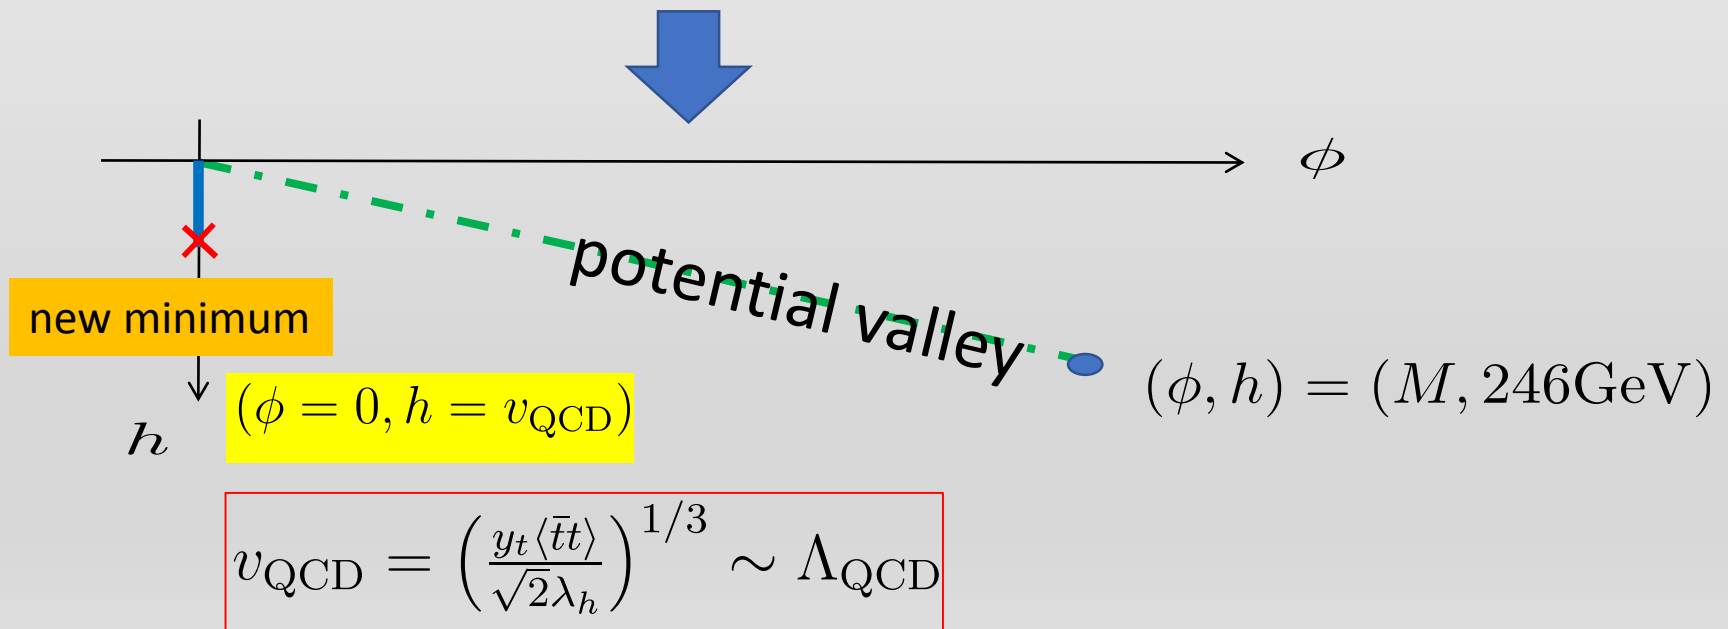 ϕ
potential valley
new minimum
(ϕ, h) = (M, 246GeV)
(ϕ = 0, h = v_QCD)
h
v_QCD = (y_t⟨t̄t⟩ / √2λ_h)^{1/3} ∼ Λ_QCD